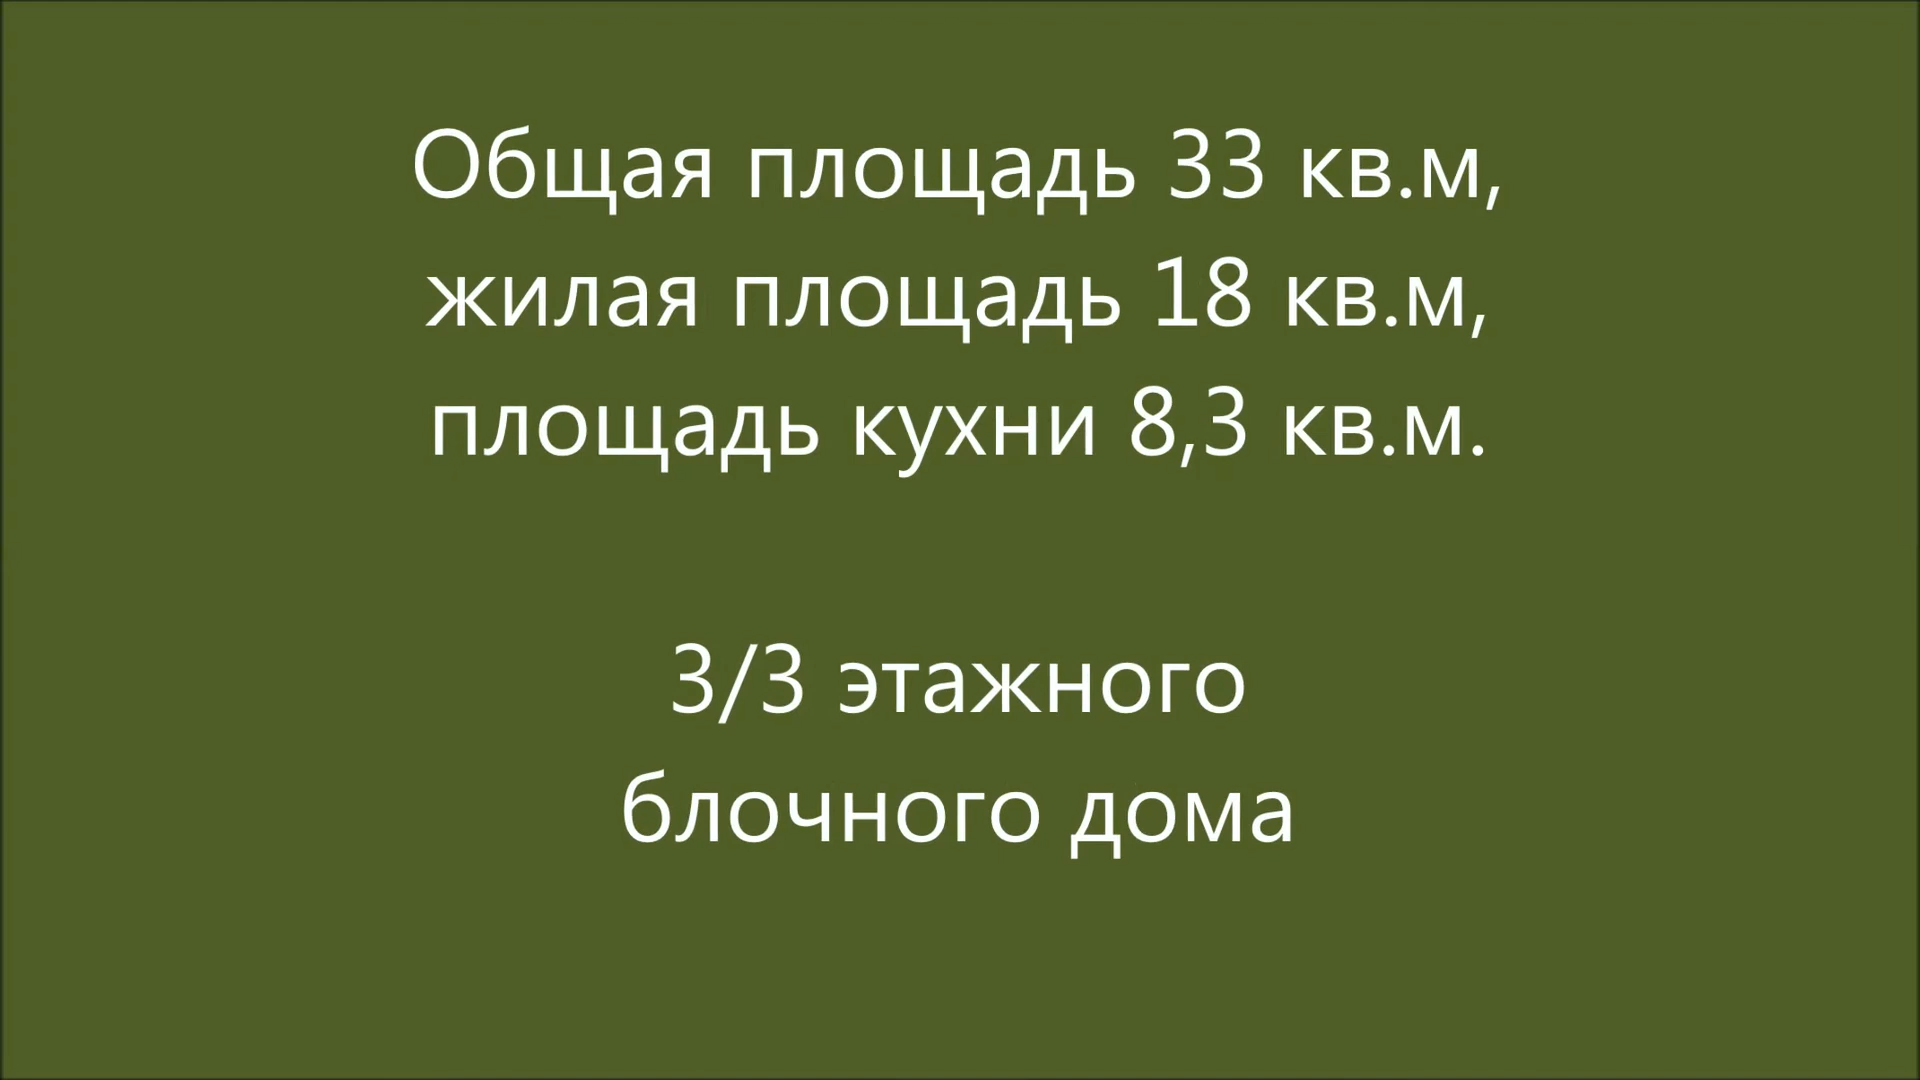 Общая площадь 33 кв.м,
жилая площадь 18 кв.м,
площадь кухни 8,3 кв.м.
3/3 этажного
блочного дома